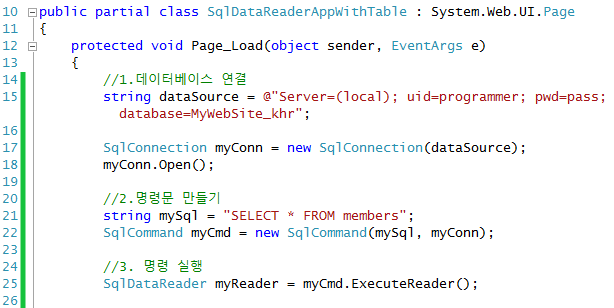 10 public partial class SqlDataReaderAppWithTable : System.Web.UI.Page
11 {
12     protected void Page_Load(object sender, EventArgs e)
13     {
14         //1.데이터베이스 연결
15         string dataSource = @"Server=(local); uid=programmer; pwd=pass;
           database=MyWebSite_khr";
16
17         SqlConnection myConn = new SqlConnection(dataSource);
18         myConn.Open();
19
20         //2.명령문 만들기
21         string mySql = "SELECT * FROM members";
22         SqlCommand myCmd = new SqlCommand(mySql, myConn);
23
24         //3. 명령 실행
25         SqlDataReader myReader = myCmd.ExecuteReader();
26